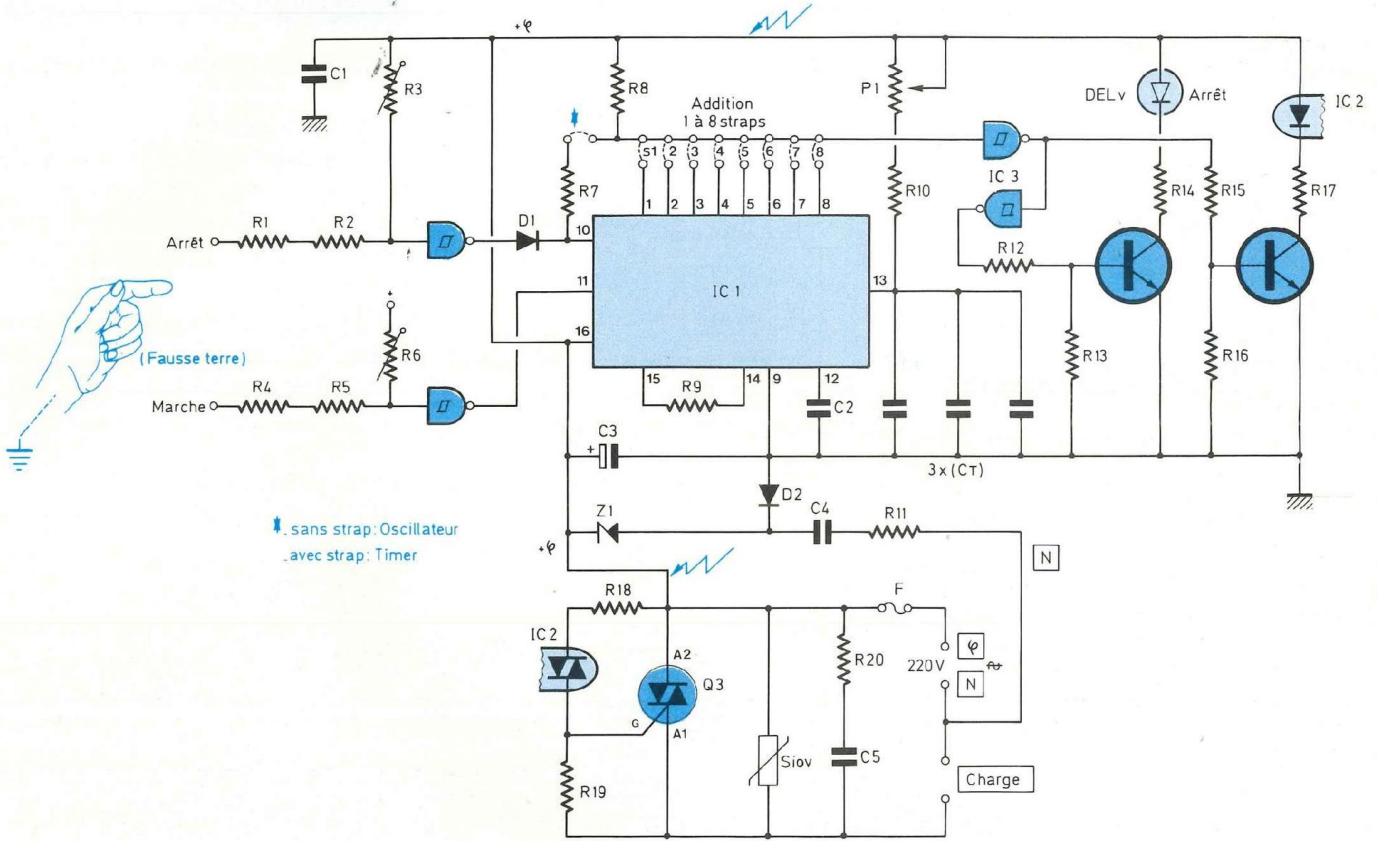 +φ
C1
R3
R8
Addition
1 à 8 straps
P1
DELv
Arrêt
IC 2
S1 2 3 4 5 6 7 8
R7
R10
IC 3
R14
R15
R17
1 2 3 4 5 6 7 8
Arrêt
R1
R2
D1
10
R12
11
IC 1
13
+
16
(Fausse terre)
R6
R13
R16
Marche
R4
R5
15
R9
14
9
12
C2
+
C3
3x(CT)
D2
Z1
C4
R11
. sans strap: Oscillateur
. avec strap: Timer
+φ
N
R18
F
IC 2
A2
Q3
R20
220V
φ
N
G
A1
Siov
C5
R19
Charge